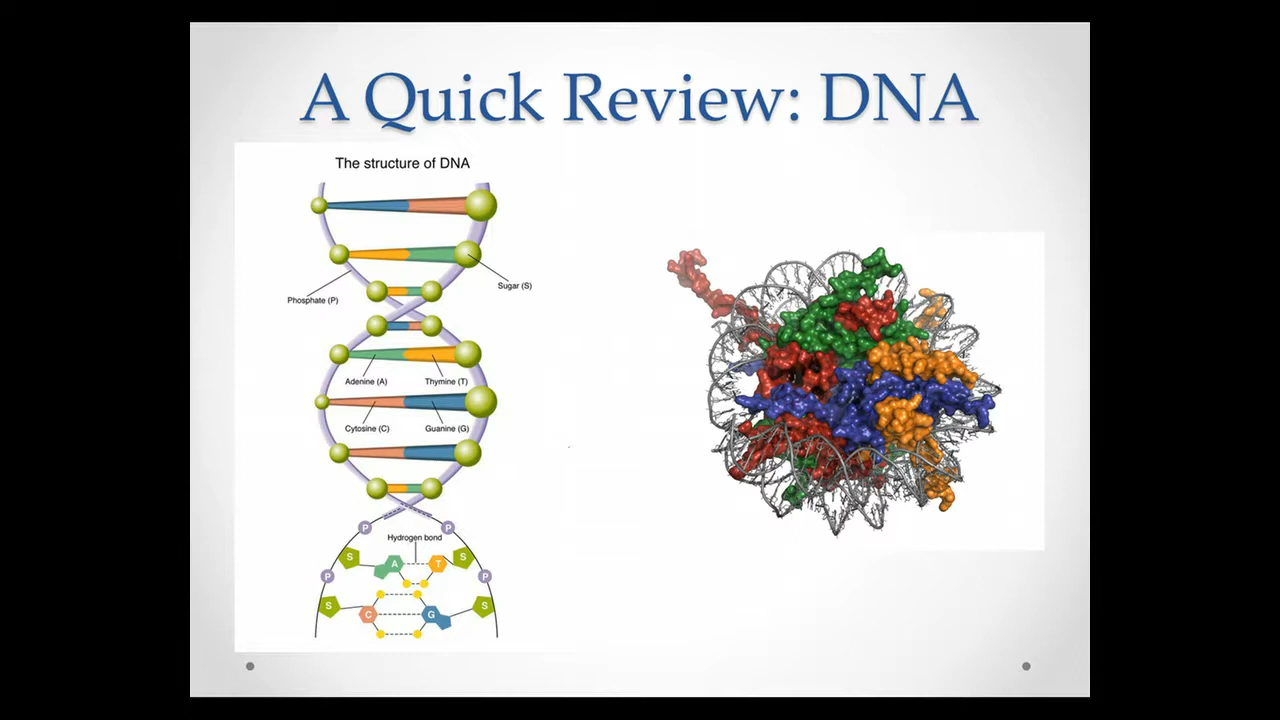 A Quick Review: DNA
The structure of DNA
Sugar (S)
Phosphate (P)
Adenine (A)
Thymine (T)
Cytosine (C)
Guanine (G)
P
P
Hydrogen bond
S
A
T
S
P
P
S
C
G
S